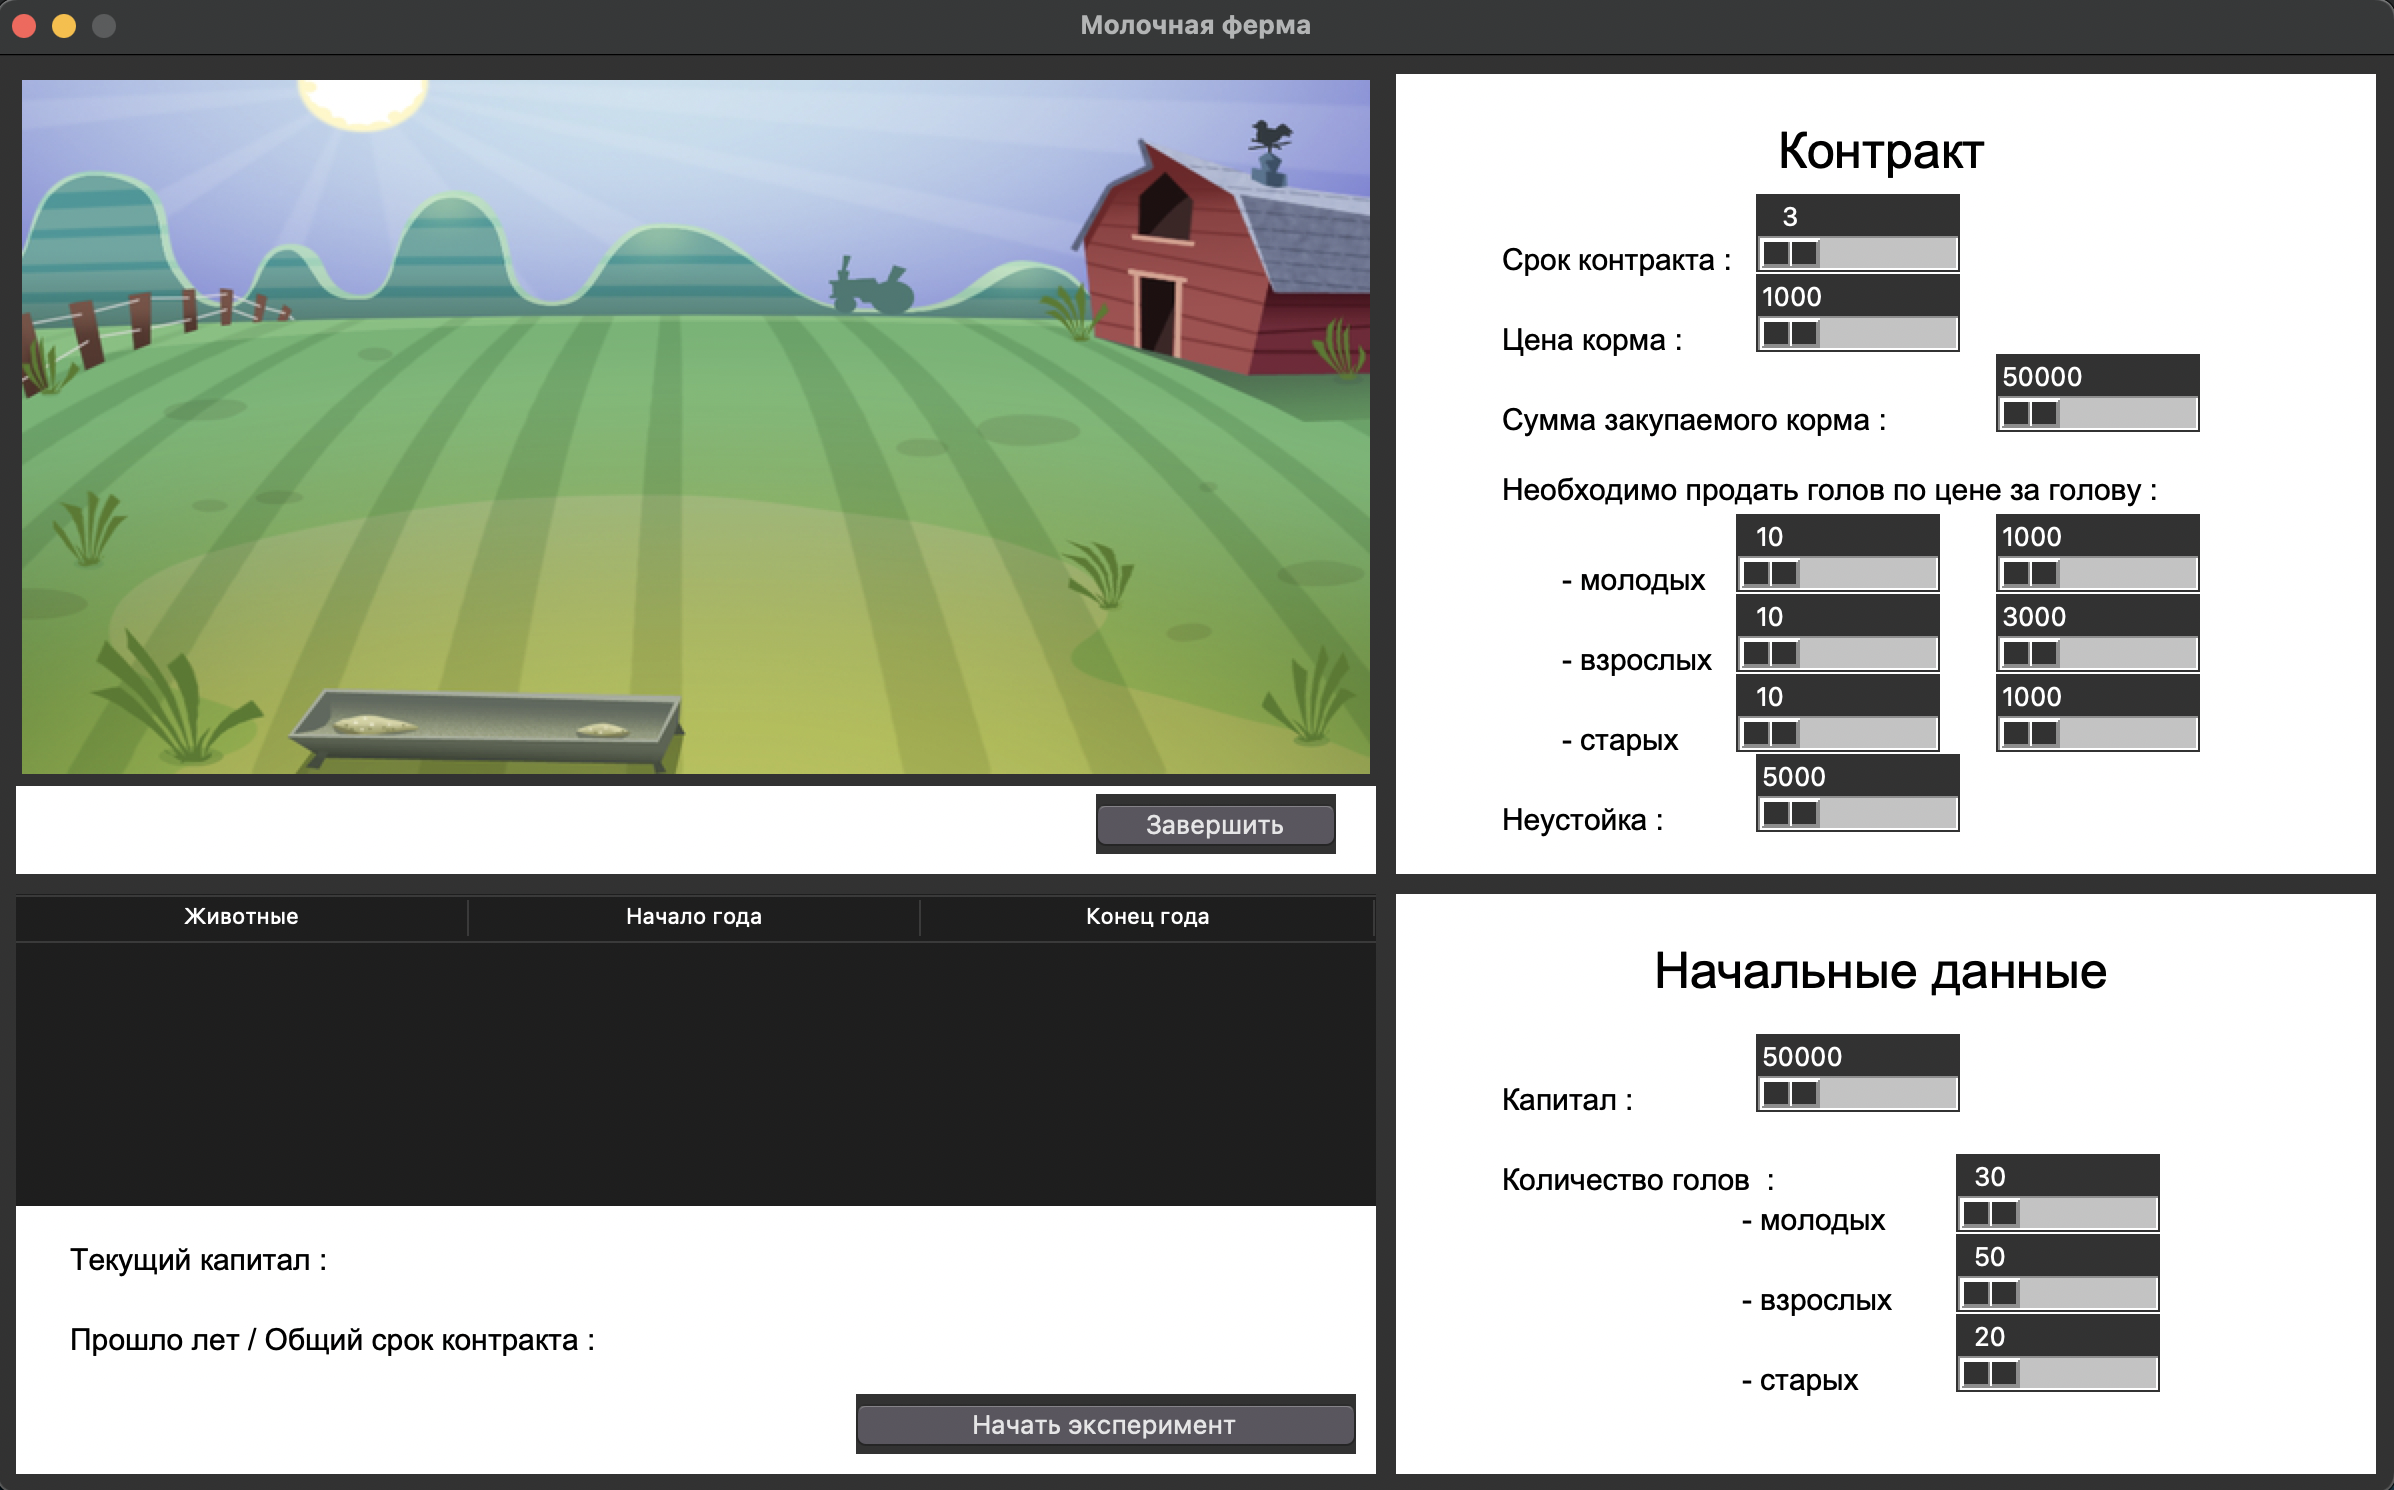 Молочная ферма
Завершить
Животные Начало года Конец года
Текущий капитал :
Прошло лет / Общий срок контракта :
Начать эксперимент
Контракт
3
Срок контракта :
1000
Цена корма :
50000
Сумма закупаемого корма :
Необходимо продать голов по цене за голову :
10 1000
- молодых
10 3000
- взрослых
10 1000
- старых
5000
Неустойка :
Начальные данные
50000
Капитал :
Количество голов : 30
- молодых
50
- взрослых
20
- старых